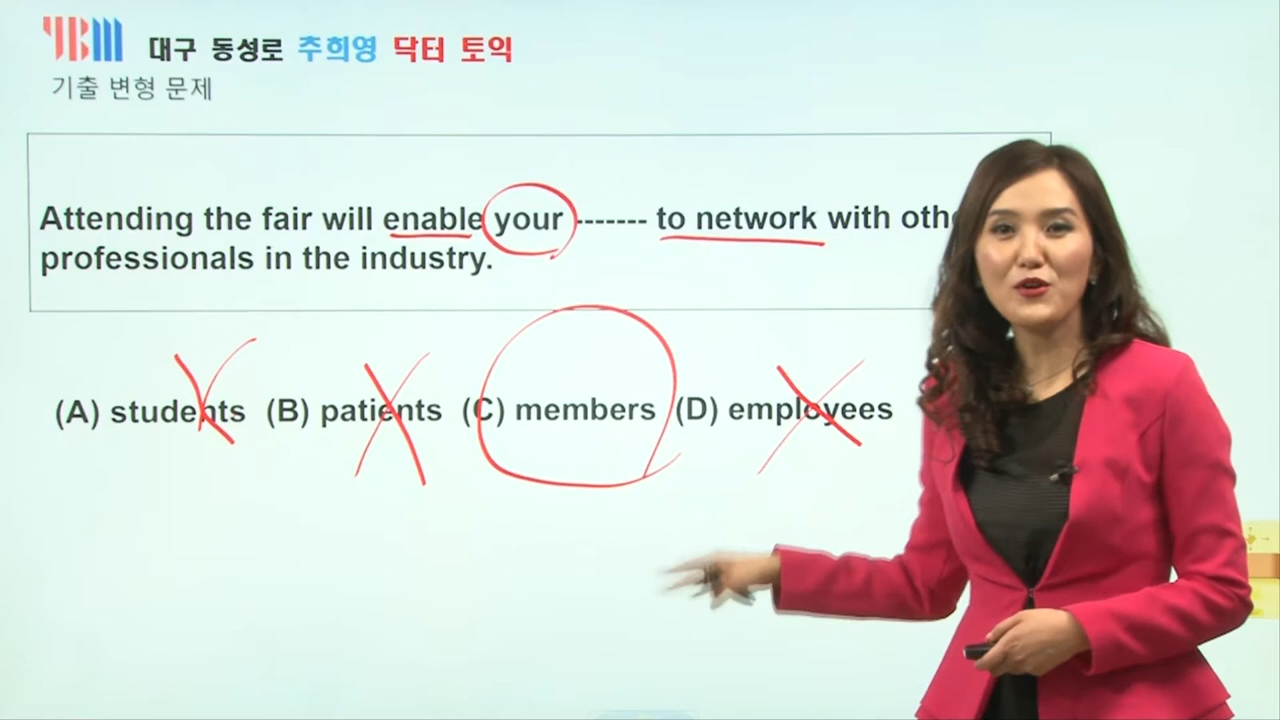 YBM 대구 동성로 추희영 닥터 토익
기출 변형 문제
Attending the fair will enable your ------- to network with
professionals in the industry.
(A) students (B) patients (C) members (D) employees